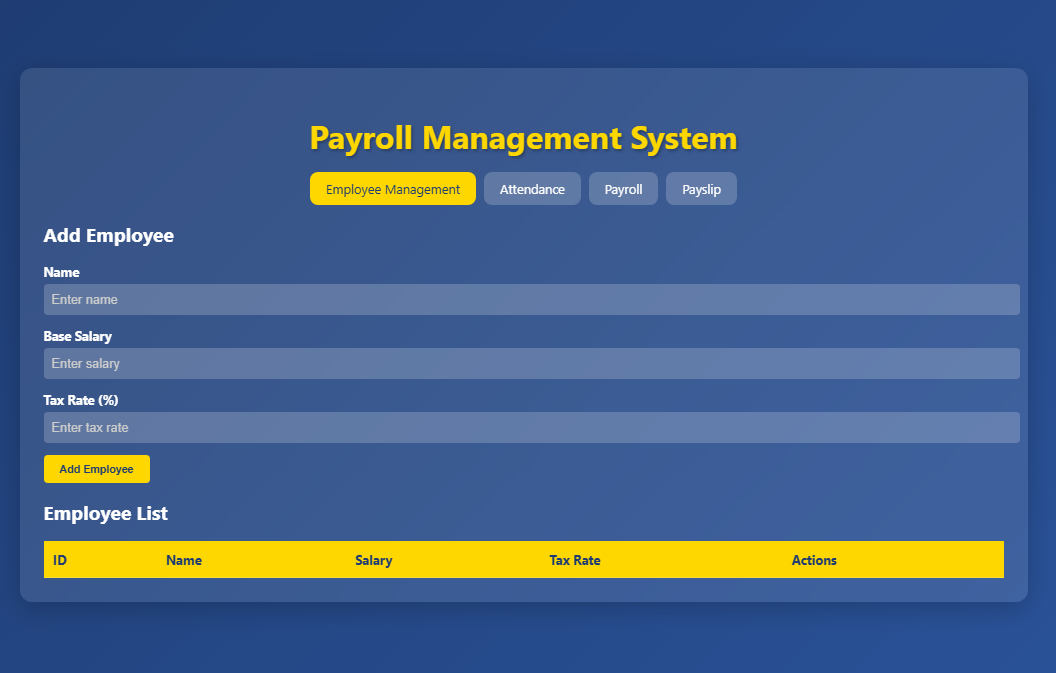 Payroll Management System
Employee Management Attendance Payroll Payslip
Add Employee
Name
Enter name
Base Salary
Enter salary
Tax Rate (%)
Enter tax rate
Add Employee
Employee List
ID Name Salary Tax Rate Actions